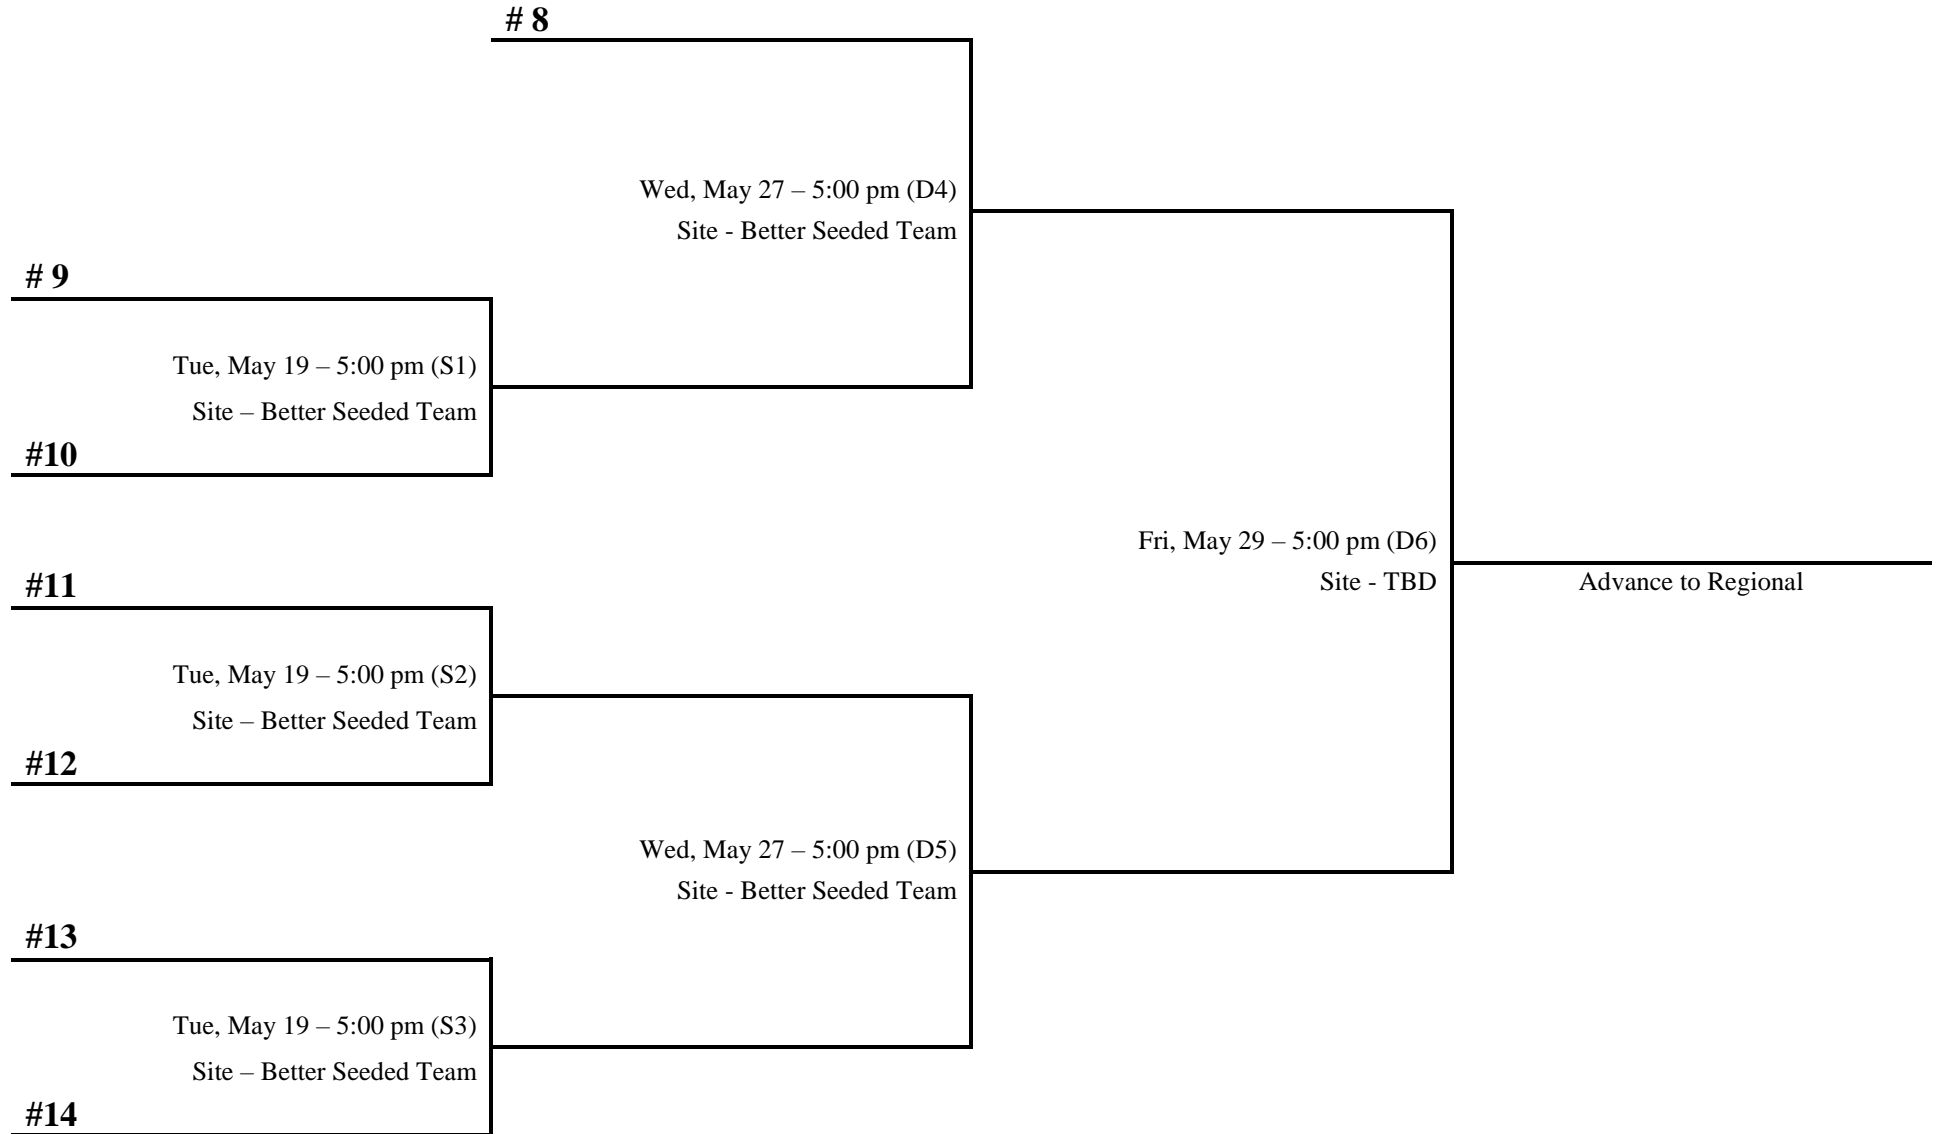 # 8
Wed, May 27 – 5:00 pm (D4)
Site - Better Seeded Team
# 9
Tue, May 19 – 5:00 pm (S1)
Site – Better Seeded Team
#10
Fri, May 29 – 5:00 pm (D6)
Site - TBD
Advance to Regional
#11
Tue, May 19 – 5:00 pm (S2)
Site – Better Seeded Team
#12
Wed, May 27 – 5:00 pm (D5)
Site - Better Seeded Team
#13
Tue, May 19 – 5:00 pm (S3)
Site – Better Seeded Team
#14